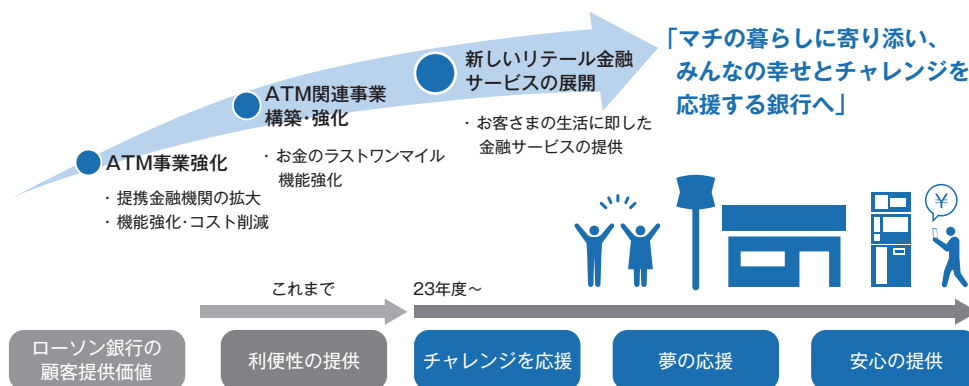 「マチの暮らしに寄り添い、
みんなの幸せとチャレンジを
応援する銀行へ」
新しいリテール金融
サービスの展開
・お客さまの生活に即した
金融サービスの提供
ATM関連事業
構築・強化
・お金のラストワンマイル
機能強化
ATM事業強化
・提携金融機関の拡大
・機能強化・コスト削減
¥
これまで
23年度～
ローソン銀行の
顧客提供価値
利便性の提供
チャレンジを応援
夢の応援
安心の提供